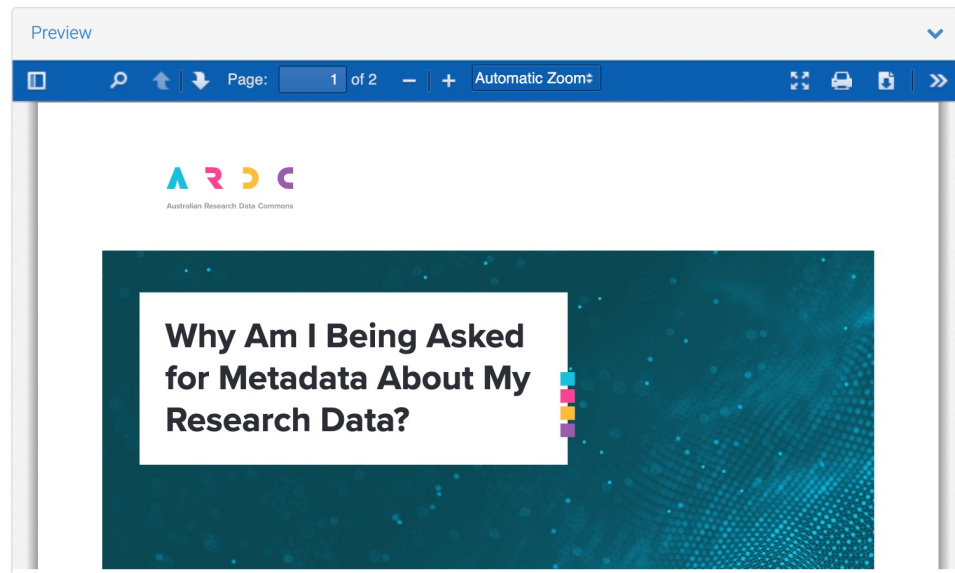 Preview
Page: 1 of 2 Automatic Zoom
ARDC
Australian Research Data Commons
Why Am I Being Asked
for Metadata About My
Research Data?